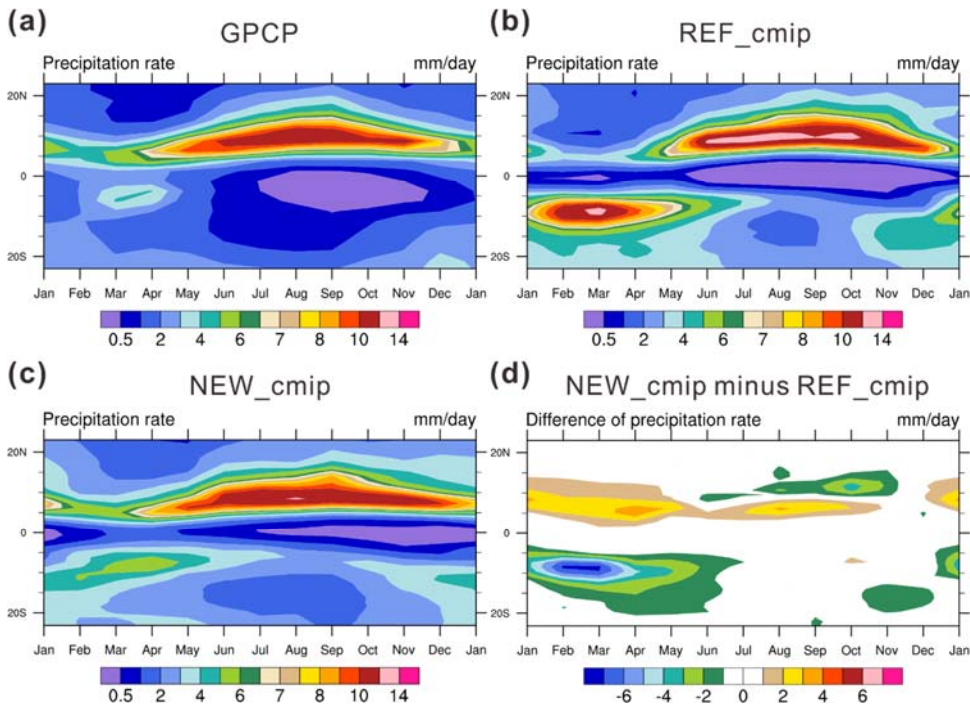 (a) GPCP
Precipitation rate mm/day
20N
0
20S
Jan Feb Mar Apr May Jun Jul Aug Sep Oct Nov Dec Jan
0.5 2 4 6 7 8 10 14
(b) REF_cmip
Precipitation rate mm/day
20N
0
20S
Jan Feb Mar Apr May Jun Jul Aug Sep Oct Nov Dec Jan
0.5 2 4 6 7 8 10 14
(c) NEW_cmip
Precipitation rate mm/day
20N
0
20S
Jan Feb Mar Apr May Jun Jul Aug Sep Oct Nov Dec Jan
0.5 2 4 6 7 8 10 14
(d) NEW_cmip minus REF_cmip
Difference of precipitation rate mm/day
20N
0
20S
Jan Feb Mar Apr May Jun Jul Aug Sep Oct Nov Dec Jan
-6 -4 -2 0 2 4 6